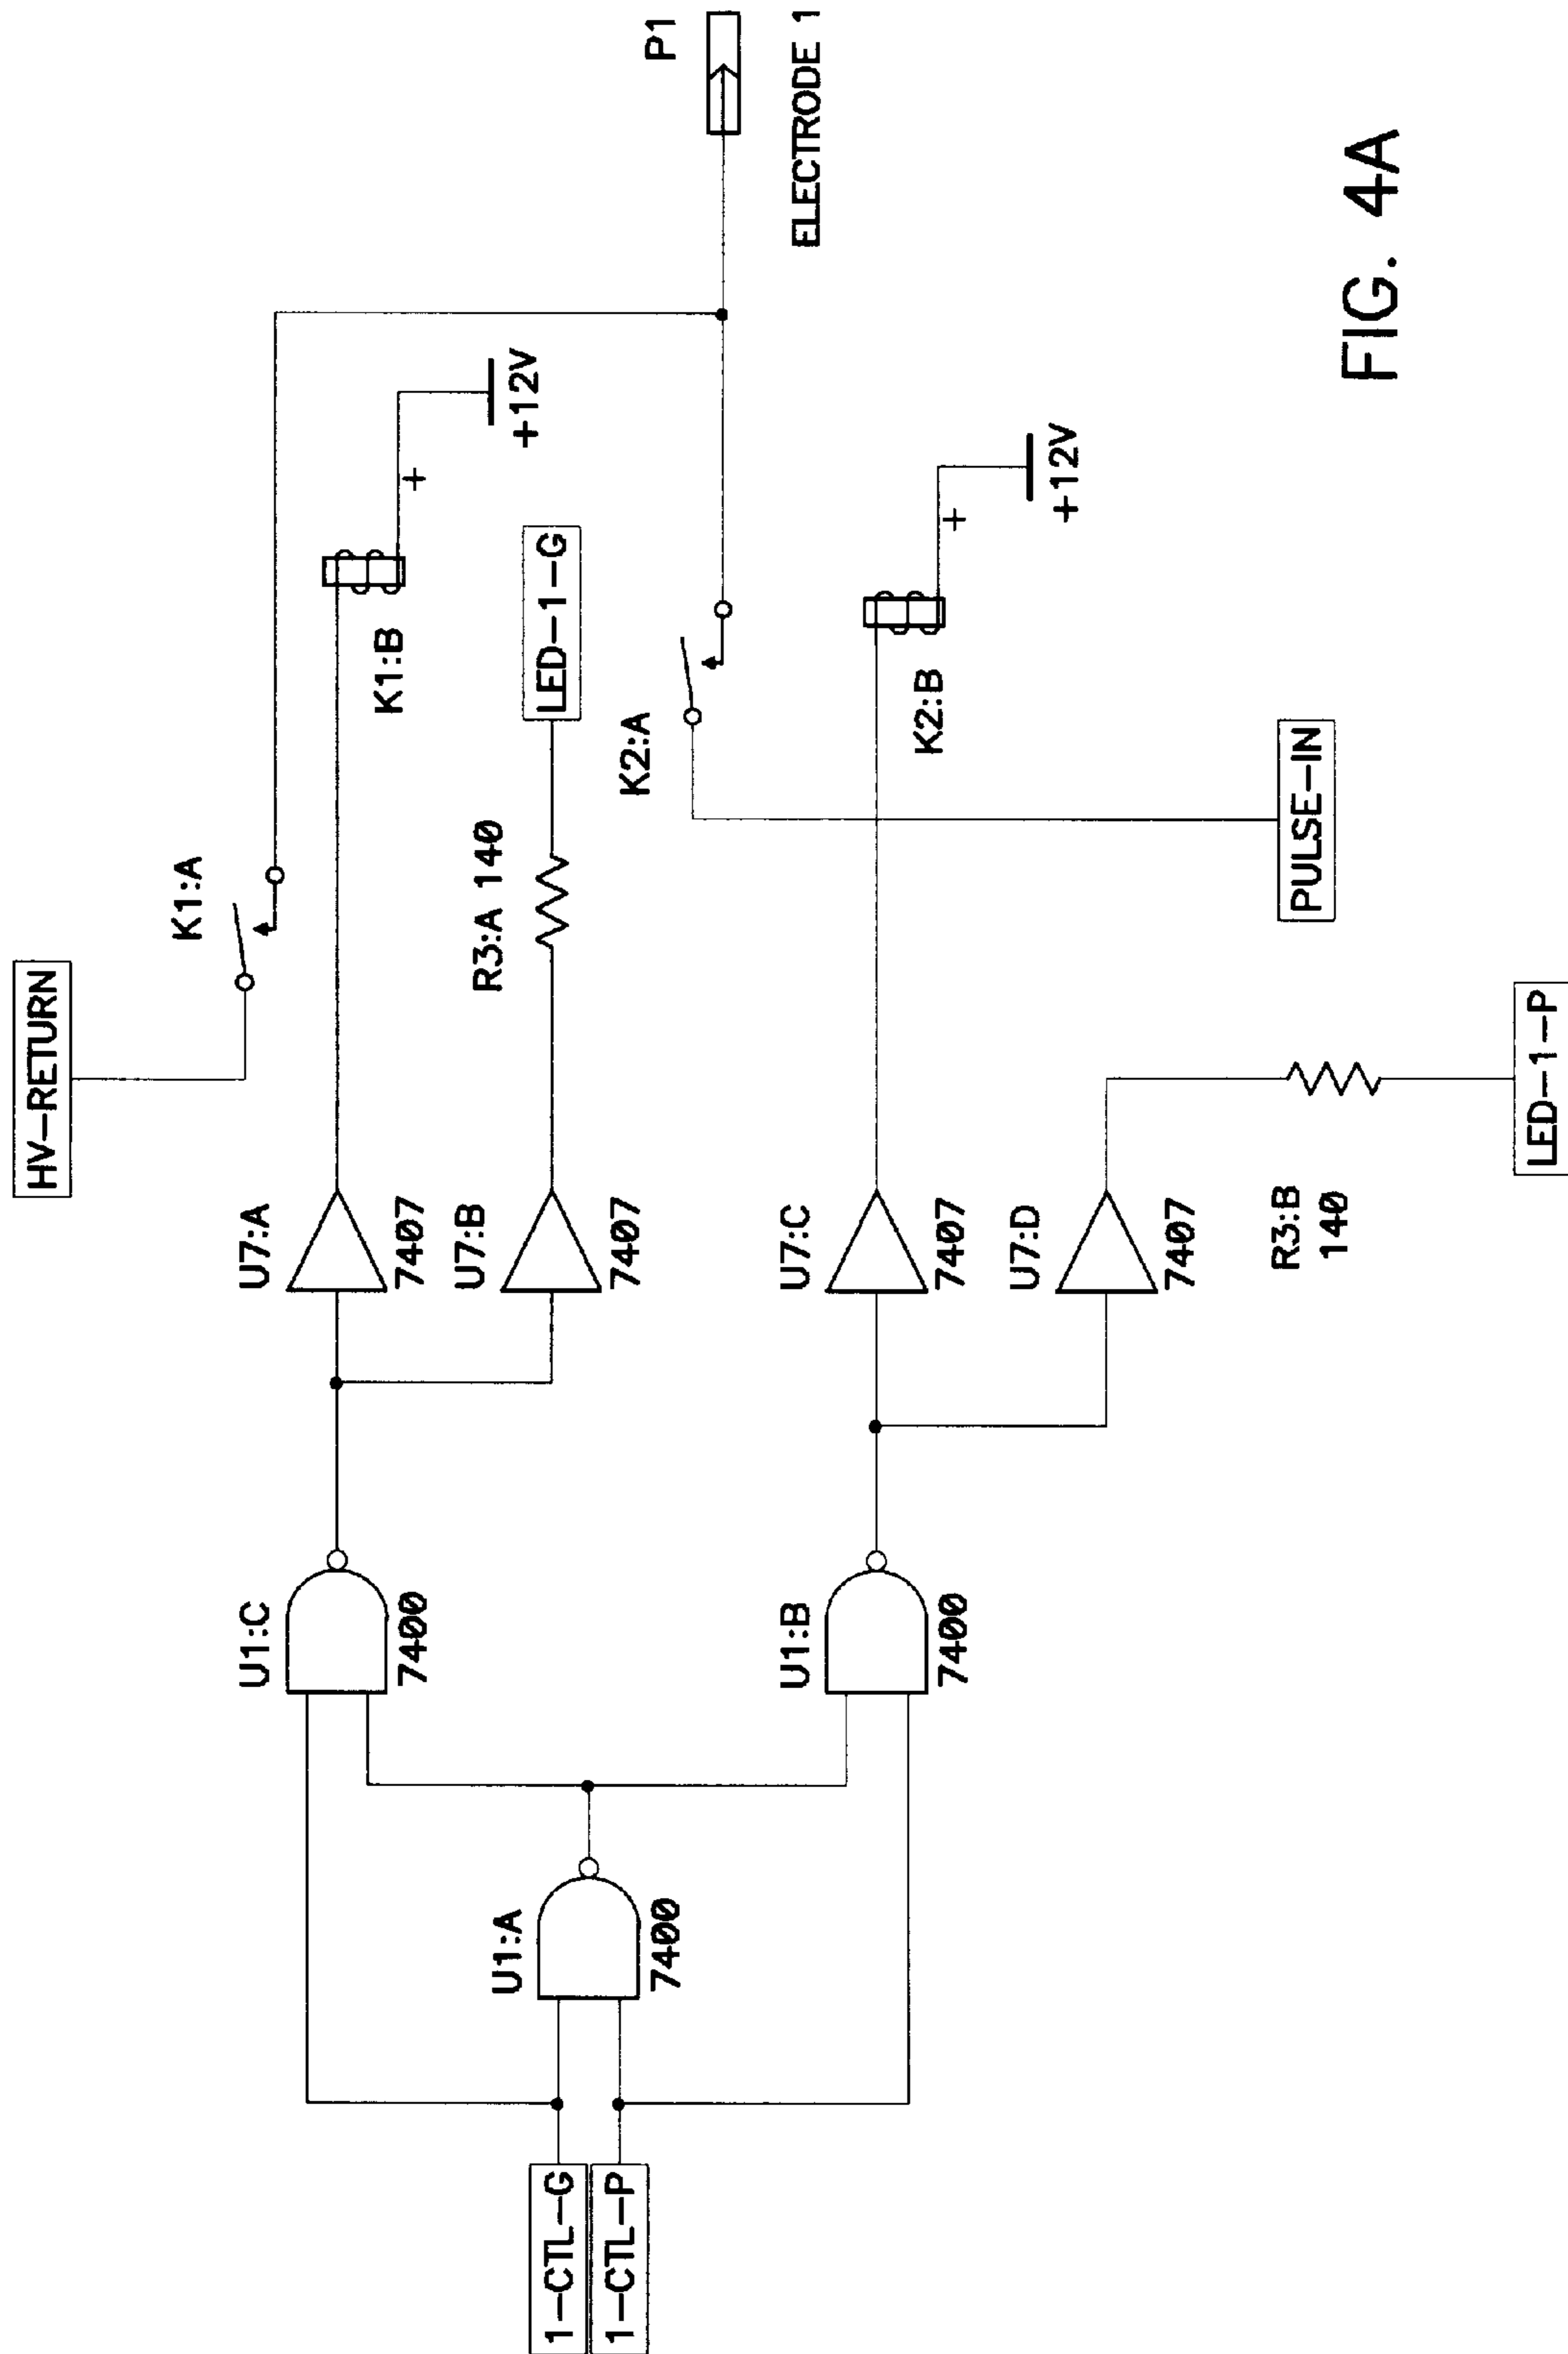 HV-RETURN
K1:A
P1
ELECTRODE 1
U1:C
7400
U7:A
7407
K1:B
+
+12V
U7:B
7407
R3:A 140
LED-1-G
1-CTL-G
1-CTL-P
U1:A
7400
K2:A
U1:B
7400
U7:C
7407
K2:B
+
+12V
U7:D
7407
R3:B
140
PULSE-IN
LED-1-P
FIG. 4A